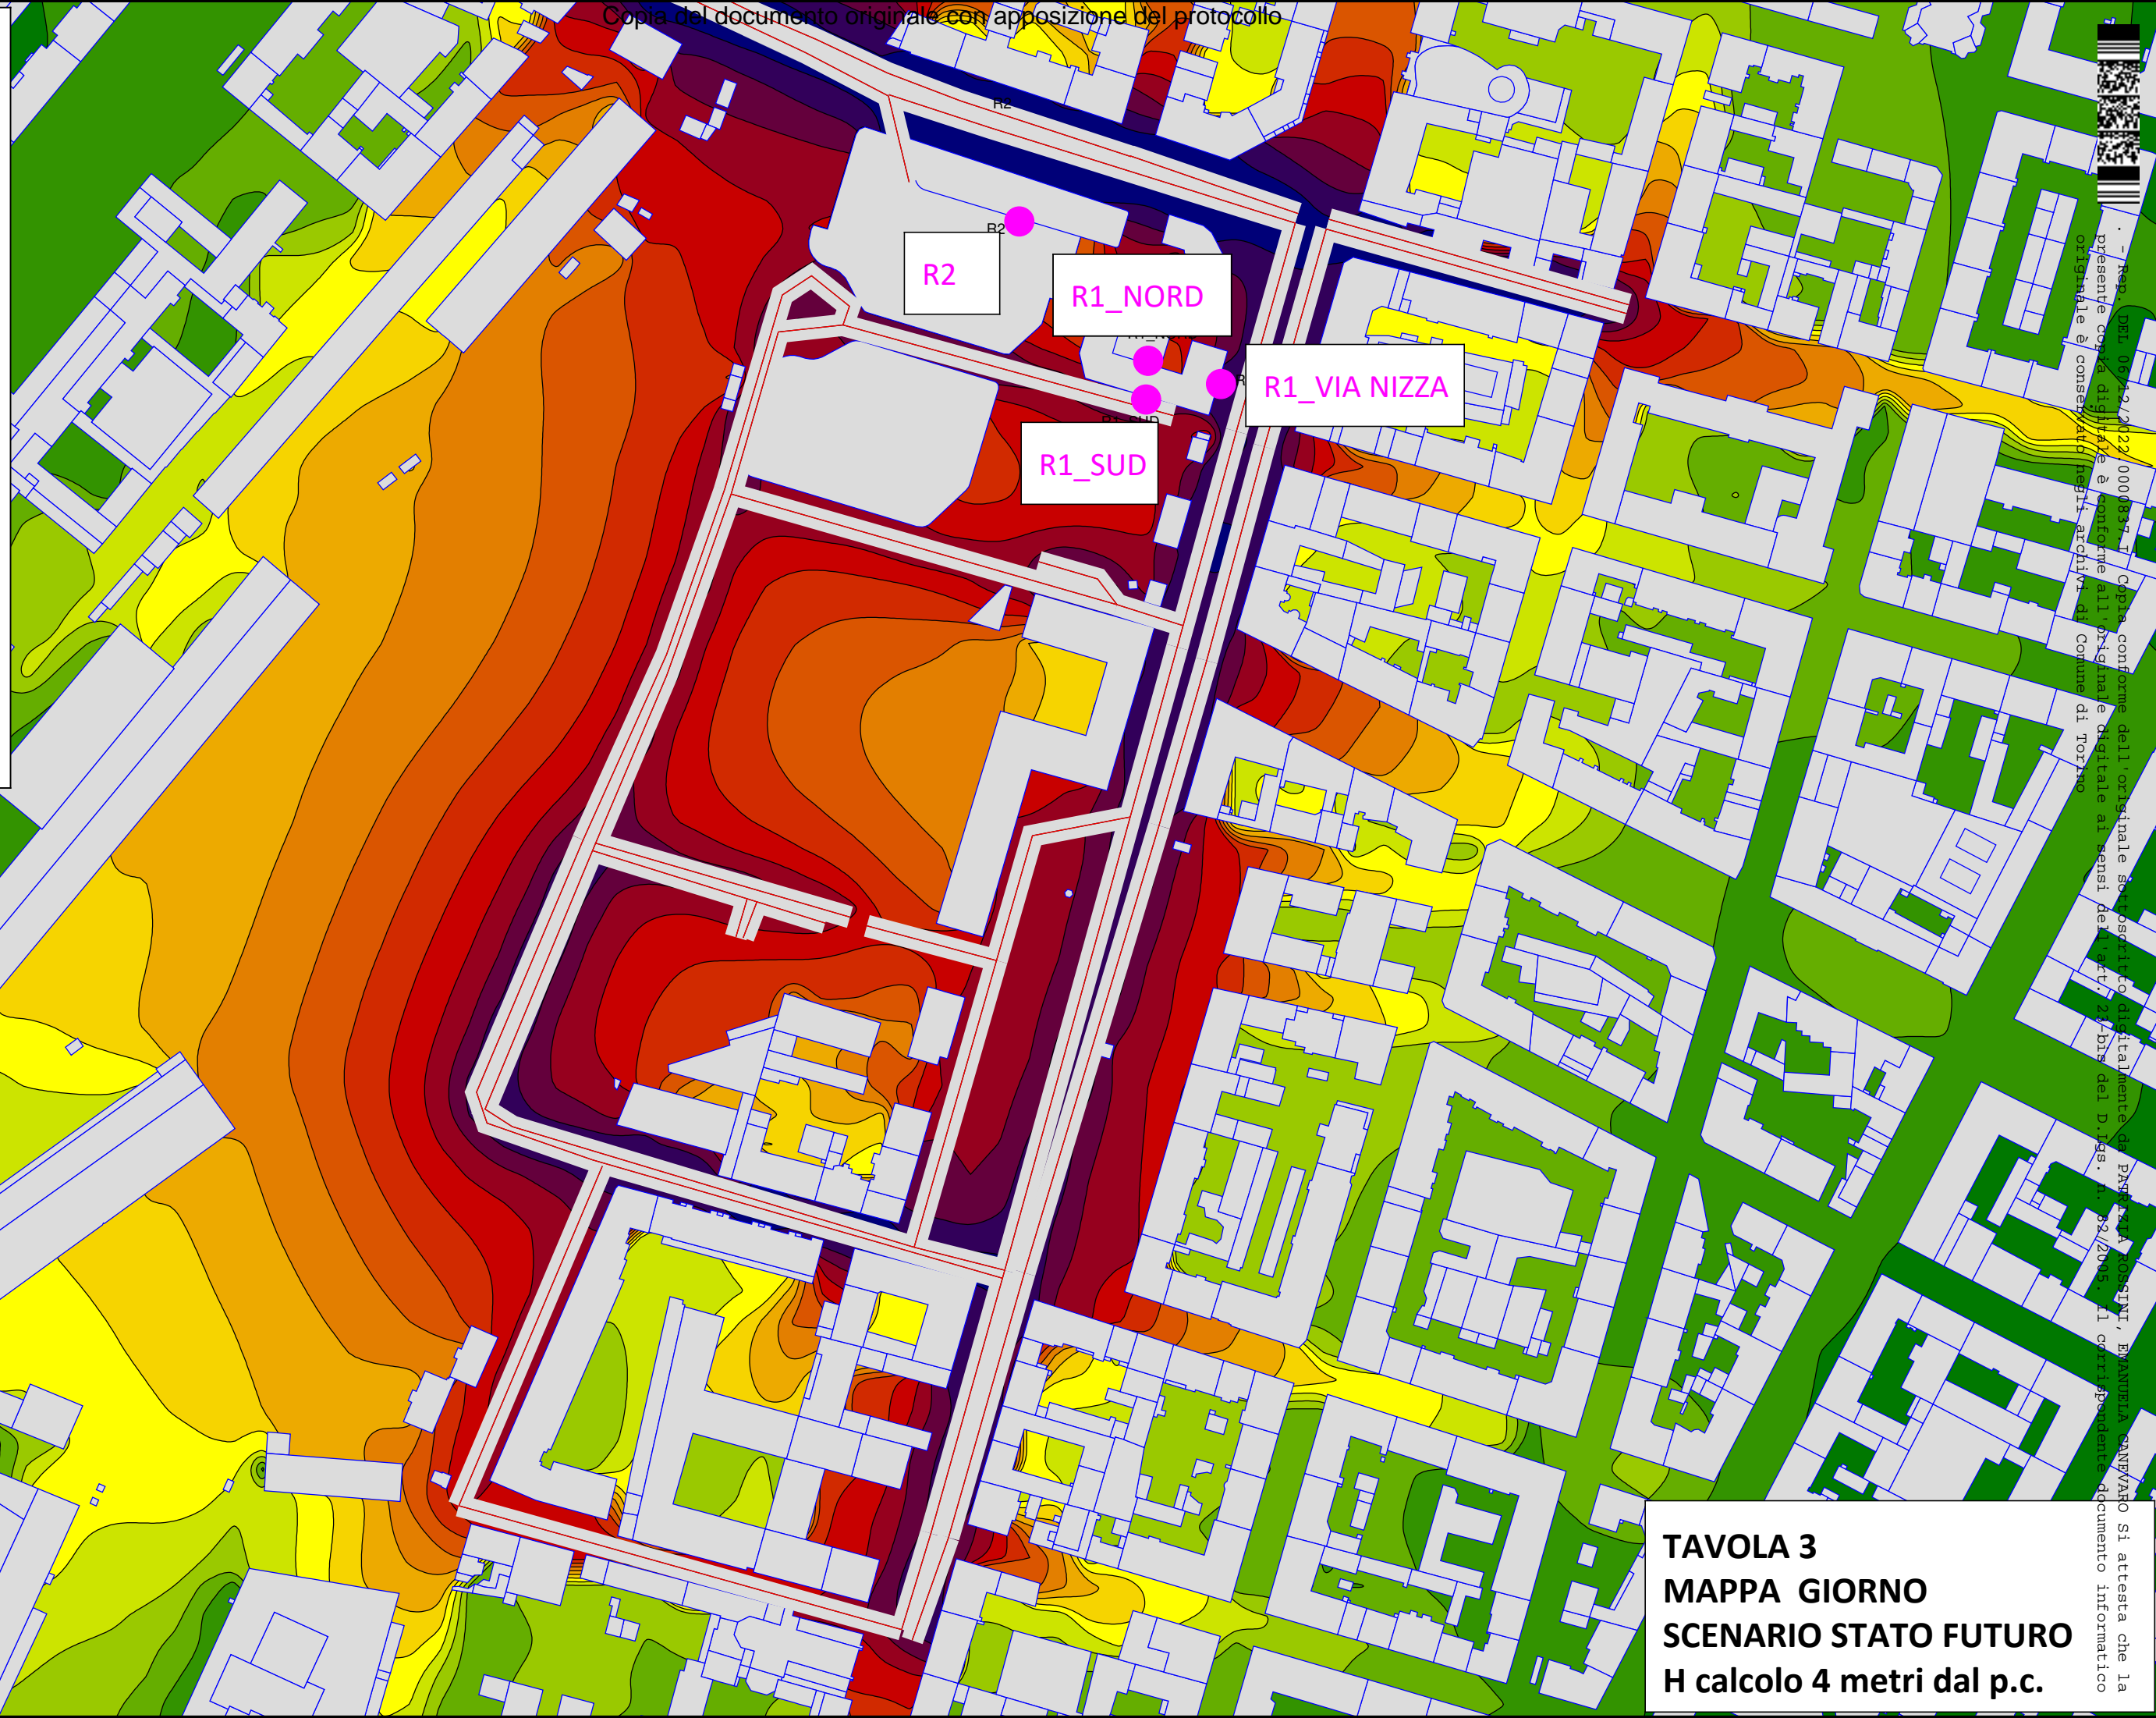 Copia del documento originale con apposizione del protocollo
R2
R2
R2
R1_NORD
R1_VIA NIZZA
R1_SUD
TAVOLA 3
MAPPA GIORNO
SCENARIO STATO FUTURO
H calcolo 4 metri dal p.c.
. -Rep. DEL 06/12/2022.0000837.I Copia conforme dell'originale sottoscritto digitalmente da PATRIZIA ROSSINI, EMANUELA CANEVARO Si attesta che la
presente copia digitale è conforme all'originale digitale ai sensi dell'art. 23-bis del D.lgs. n. 82/2005. Il corrispondente documento informatico
originale è conservato negli archivi di Comune di Torino